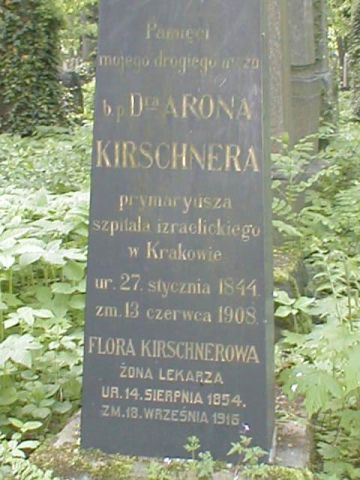 Pamięci
mojego drogiego męża
b.p Dra ARONA
KIRSCHNERA
prymaryusza
szpitala izraelickiego
w Krakowie
ur. 27. stycznia 1844.
zm. 13 czerwca 1908.
FLORA KIRSCHNEROWA
ŻONA LEKARZA
UR. 14. SIERPNIA 1854.
ZM. 18. WRZEŚNIA 1916.